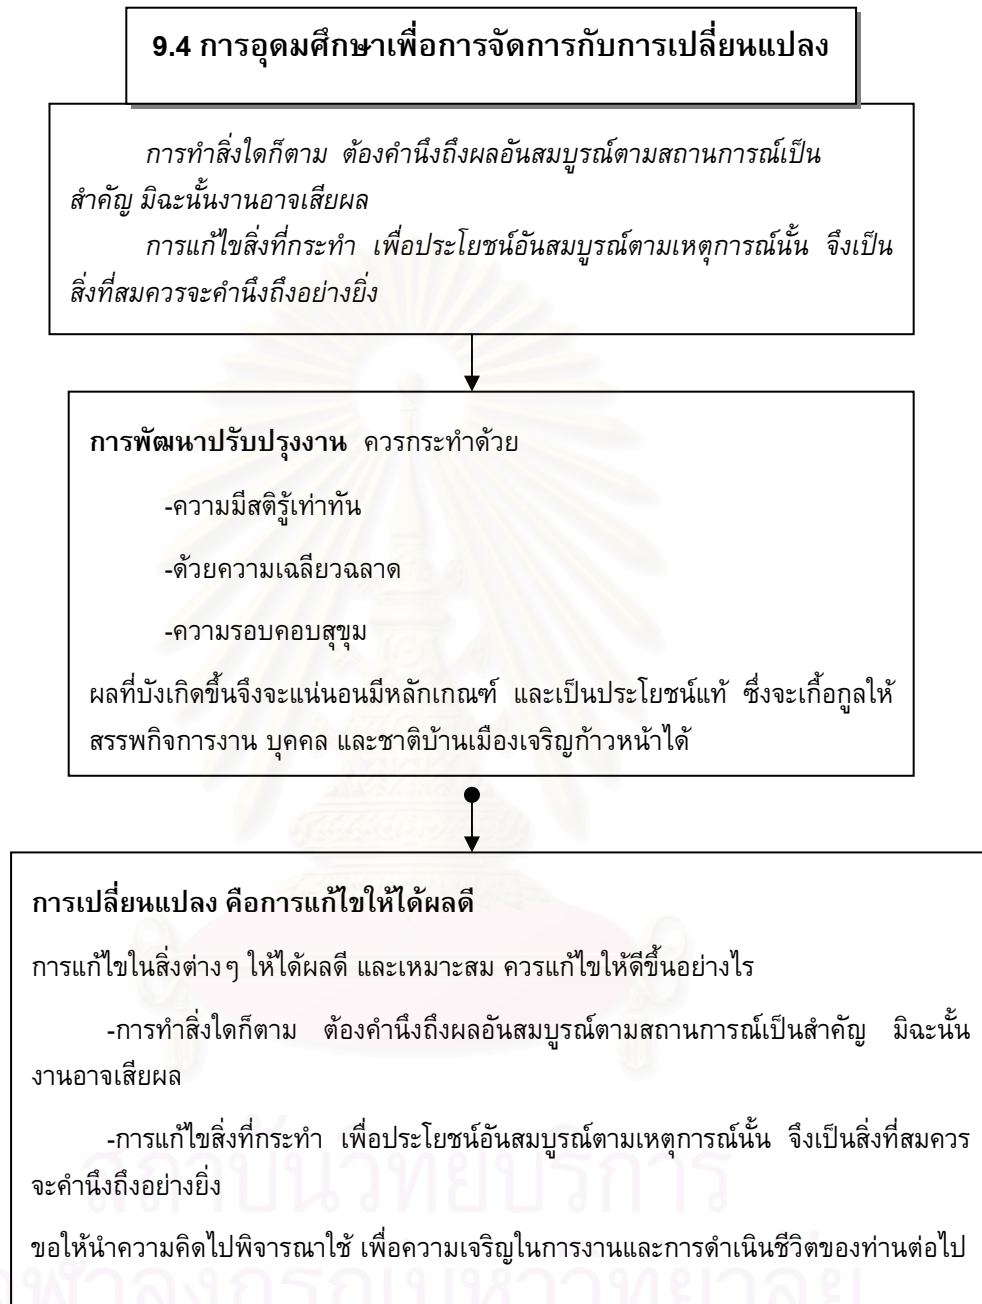 9.4 การอุดมศึกษาเพื่อการจัดการกับการเปลี่ยนแปลง
การทำสิ่งใดก็ตาม ต้องคำนึงถึงผลอันสมบูรณ์ตามสถานการณ์เป็น
สำคัญ มิฉะนั้นงานอาจเสียผล
การแก้ไขสิ่งที่กระทำ เพื่อประโยชน์อันสมบูรณ์ตามเหตุการณ์นั้น จึงเป็น
สิ่งที่สมควรจะคำนึงถึงอย่างยิ่ง
การพัฒนาปรับปรุงงาน ควรกระทำด้วย
-ความมีสติรู้เท่าทัน
-ด้วยความเฉลียวฉลาด
-ความรอบคอบสุขุม
ผลที่บังเกิดขึ้นจึงจะแน่นอนมีหลักเกณฑ์ และเป็นประโยชน์แท้ ซึ่งจะเกื้อกูลให้
สรรพกิจการงาน บุคคล และชาติบ้านเมืองเจริญก้าวหน้าได้
การเปลี่ยนแปลง คือการแก้ไขให้ได้ผลดี
การแก้ไขในสิ่งต่างๆ ให้ได้ผลดี และเหมาะสม ควรแก้ไขให้ดีขึ้นอย่างไร
-การทำสิ่งใดก็ตาม ต้องคำนึงถึงผลอันสมบูรณ์ตามสถานการณ์เป็นสำคัญ มิฉะนั้น
งานอาจเสียผล
-การแก้ไขสิ่งที่กระทำ เพื่อประโยชน์อันสมบูรณ์ตามเหตุการณ์นั้น จึงเป็นสิ่งที่สมควร
จะคำนึงถึงอย่างยิ่ง
สถาบันวิทยบริการ
ขอให้นำความคิดไปพิจารณาใช้ เพื่อความเจริญในการงานและการดำเนินชีวิตของท่านต่อไป
จุฬาลงกรณ์มหาวิทยาลัย